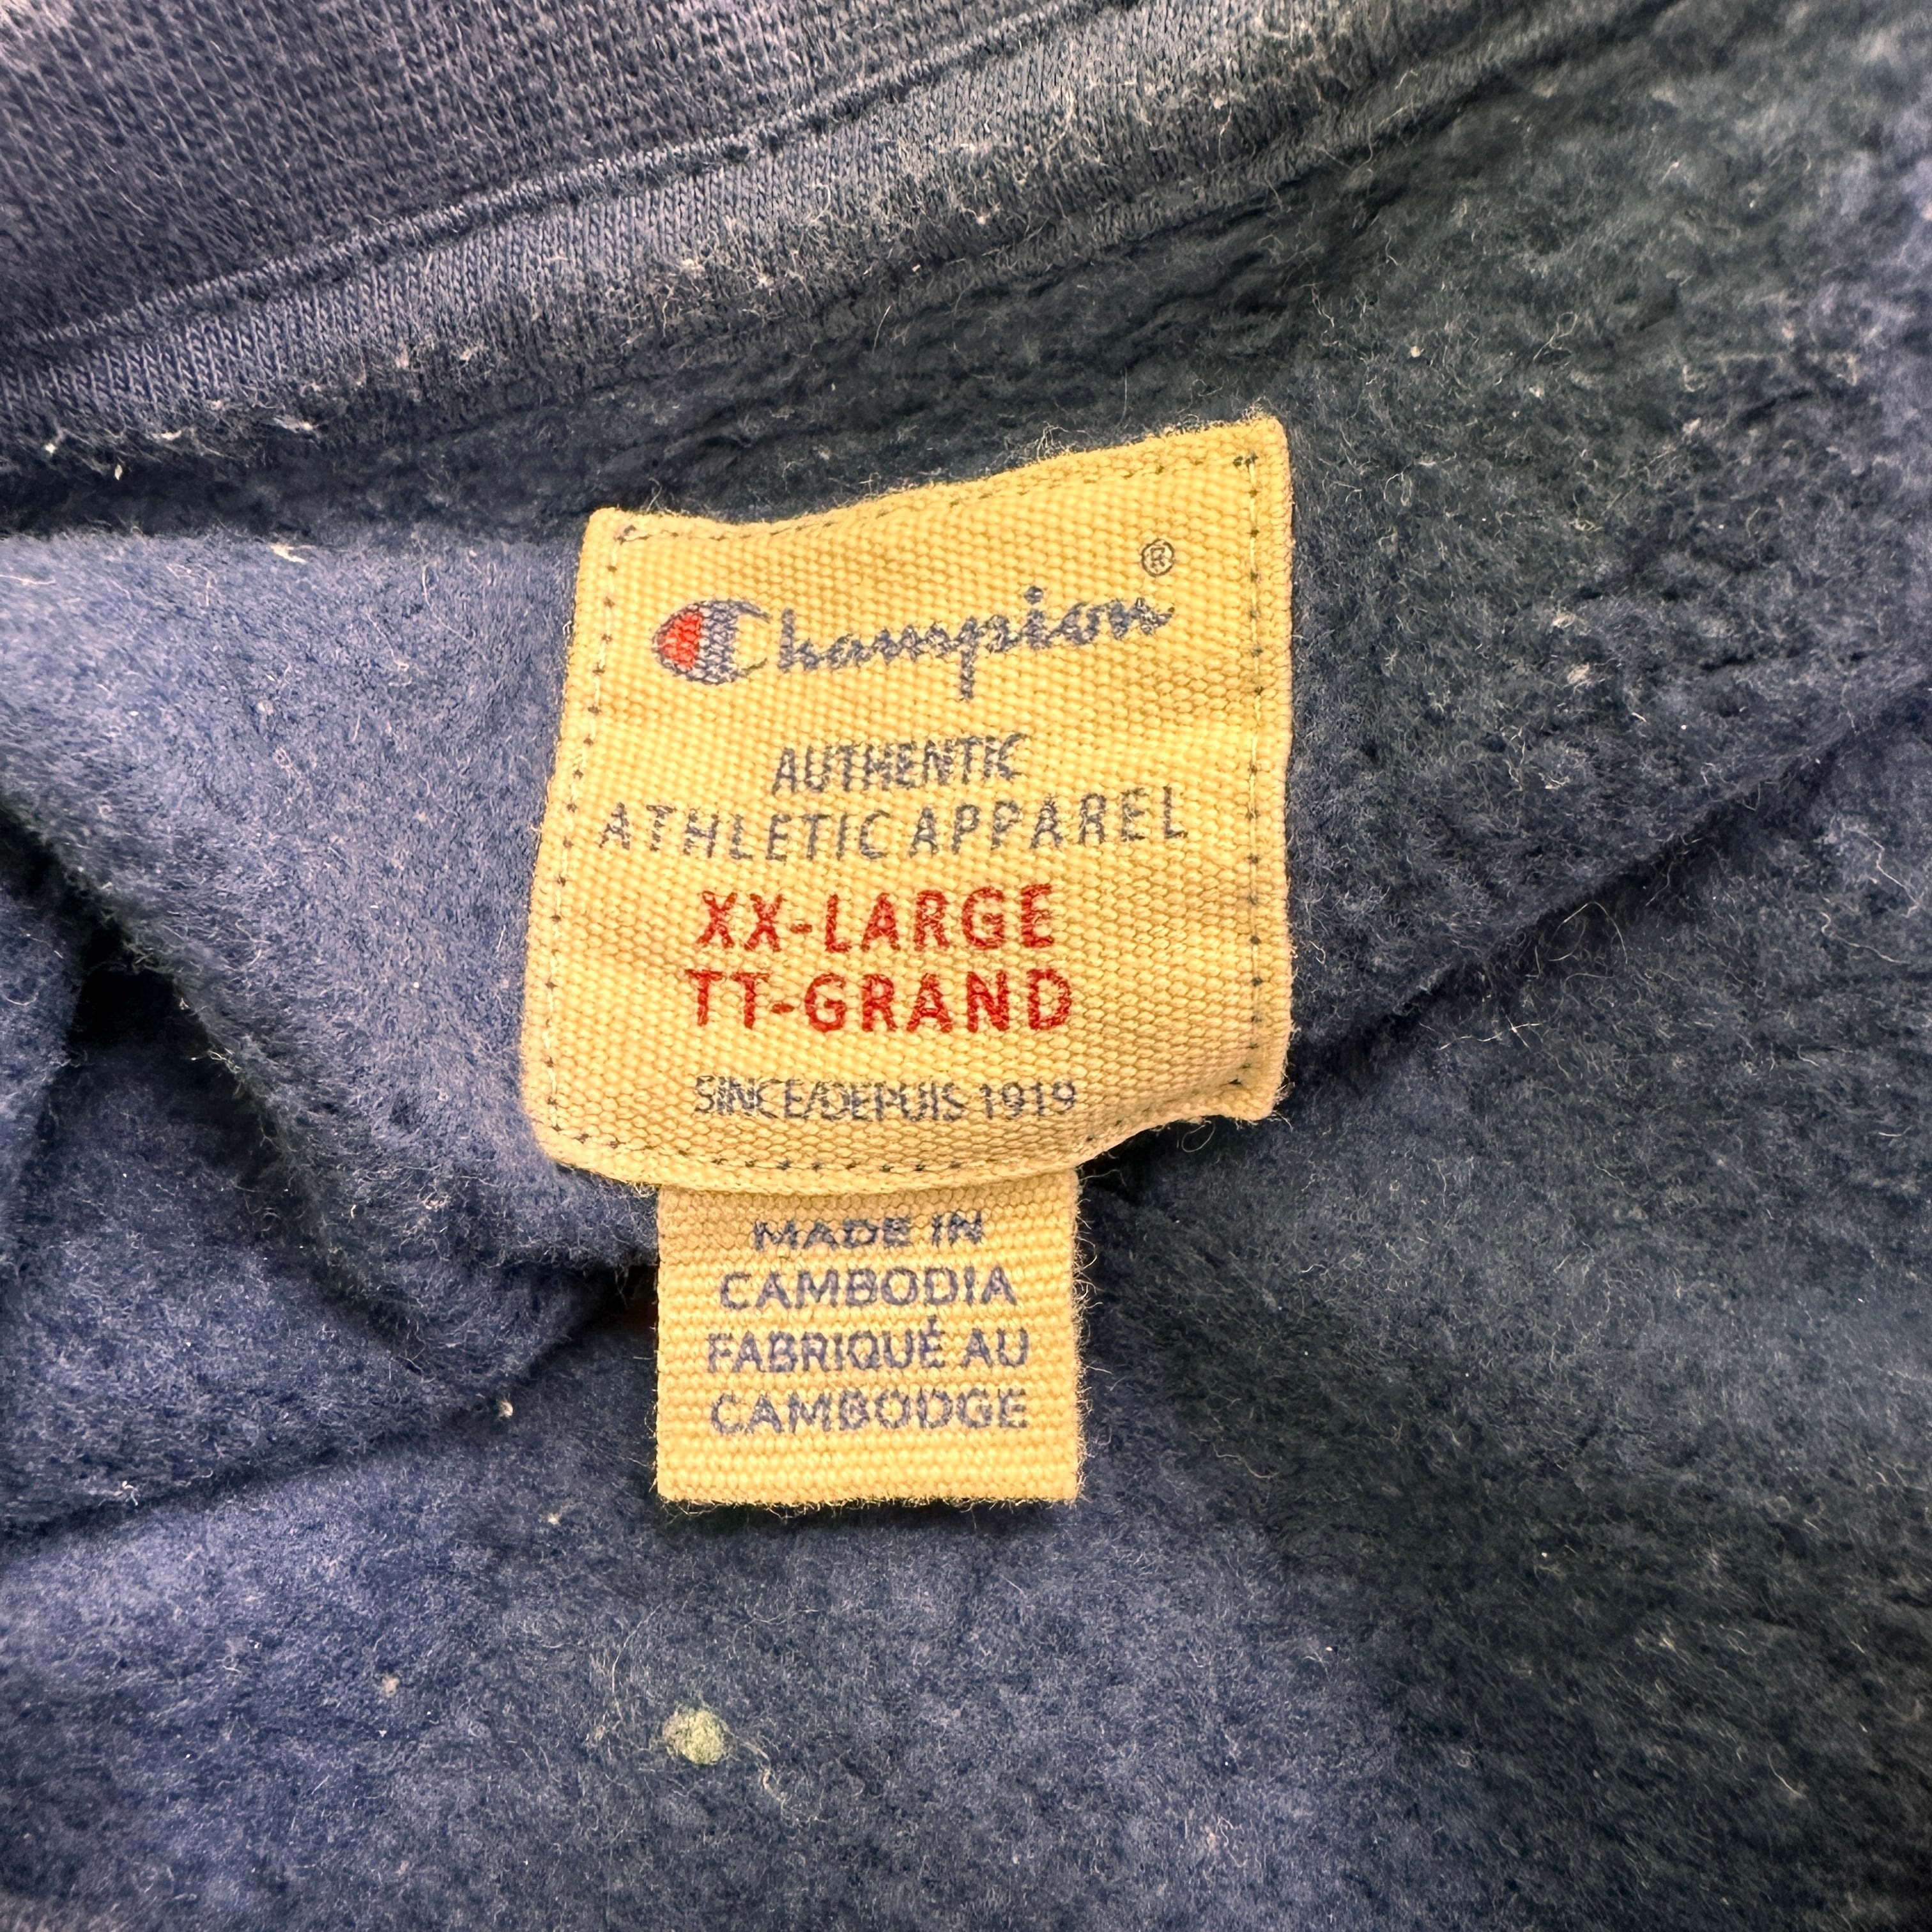 Champion®
AUTHENTIC
ATHLETIC APPAREL
XX-LARGE
TT-GRAND
SINCE/DEPUIS 1919
MADE IN
CAMBODIA
FABRIQUÉ AU
CAMBODGE